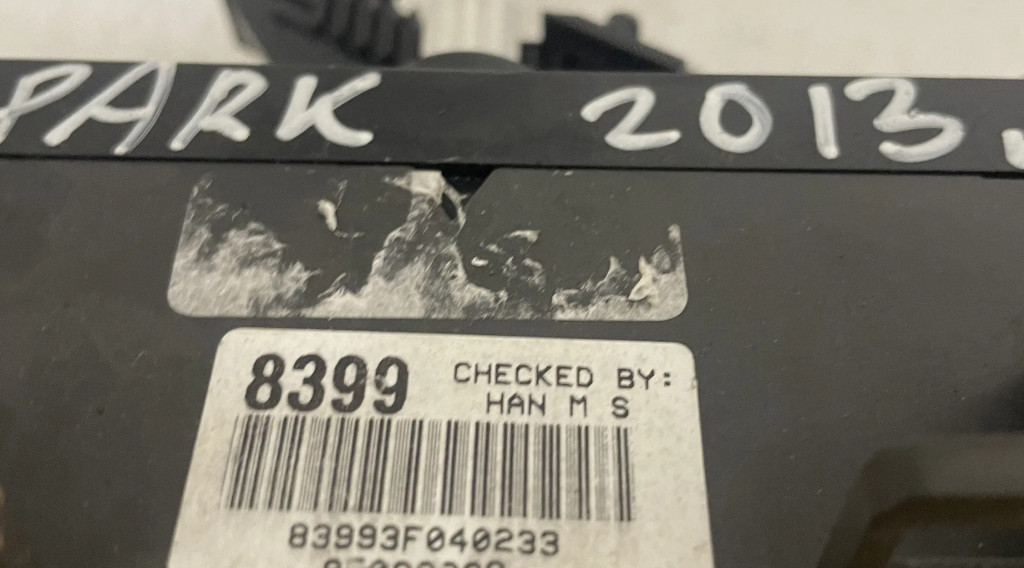 PARK 2013
8399 CHECKED BY:
HAN M S
83993F040233